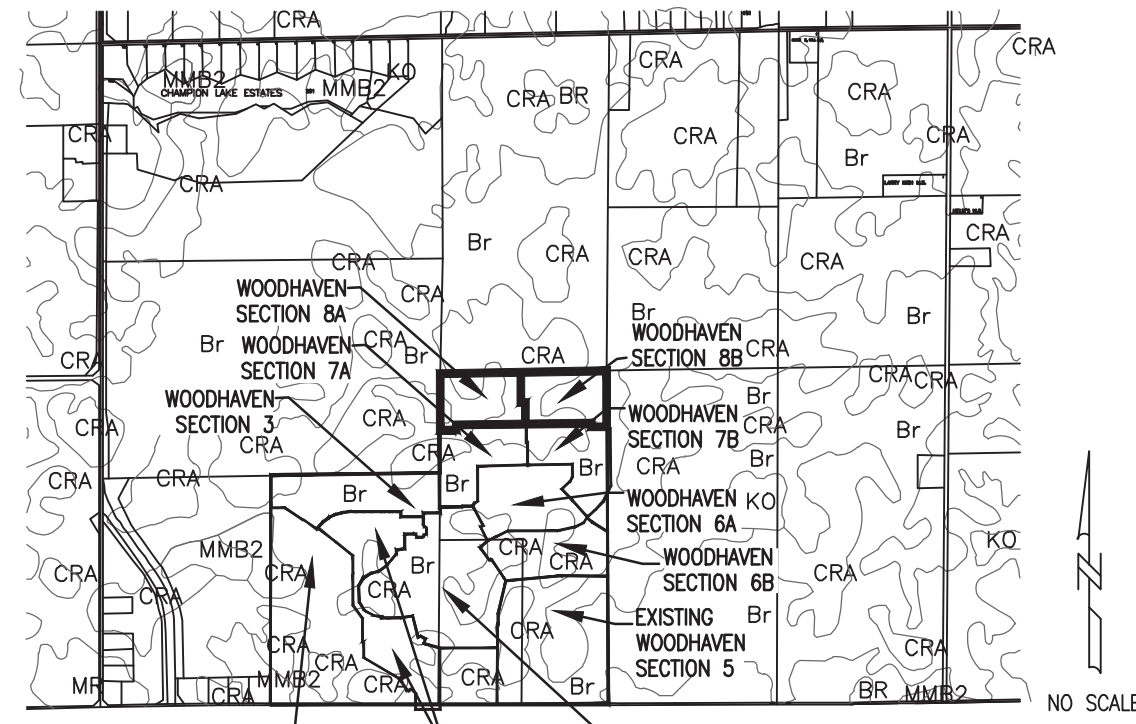 CRA
CRA
KO
MMB2
MMB2
CHAMPION LAKE ESTATES
CRA
CRA
CRA BR
CRA
CRA
CRA
CRA
Br
CRA
Br
CRA
CRA
CRA
CRA
CRA
CRA
WOODHAVEN
SECTION 8A
Br
Br
WOODHAVEN
SECTION 8B
CRA
Br
CRA
Br
WOODHAVEN
SECTION 7A
CRA
CRA
CRA
CRA
WOODHAVEN
SECTION 3
CRA
Br
WOODHAVEN
SECTION 7B
CRA
Br
CRA
CRA
CRA
Br
Br
CRA
CRA
CRA
Br
Br
WOODHAVEN
SECTION 6A
KO
MMB2
CRA
KO
CRA
WOODHAVEN
SECTION 6B
Br
CRA
CRA
CRA
CRA
CRA
EXISTING
WOODHAVEN
SECTION 5
Br
CRA
CRA
CRA
CRA
MR
CRA
MMB2
CRA
CRA
Br
BR
MMB2
NO SCALE